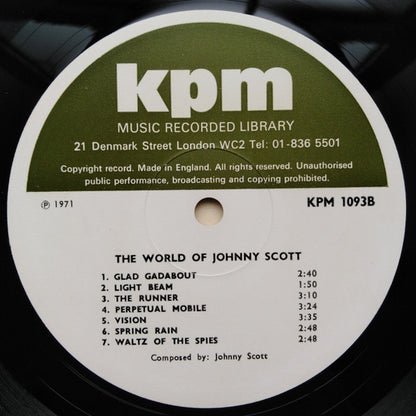 kpm
MUSIC RECORDED LIBRARY
21 Denmark Street London WC2 Tel: 01-836 5501
Copyright record. Made in England. All rights reserved. Unauthorised
public performance, broadcasting and copying prohibited.
℗ 1971 KPM 1093B
THE WORLD OF JOHNNY SCOTT
1. GLAD GADABOUT 2:40
2. LIGHT BEAM 1:50
3. THE RUNNER 3:10
4. PERPETUAL MOBILE 3:24
5. VISION 3:35
6. SPRING RAIN 2:48
7. WALTZ OF THE SPIES 2:48
Composed by: Johnny Scott